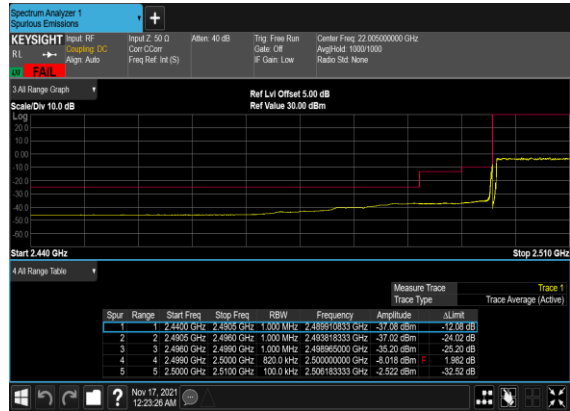 Spectrum Analyzer 1
Spurious Emissions
+
KEYSIGHT Input: RF Input Z: 50 Ω Atten: 40 dB Trig: Free Run Center Freq: 22.005000000 GHz
RL Coupling: DC Corr CCorr Gate: Off Avg|Hold: 1000/1000
Align: Auto Freq Ref: Int (S) IF Gain: Low Radio Std: None
FAIL
3 All Range Graph
Ref Lvl Offset 5.00 dB
Scale/Div 10.0 dB Ref Value 30.00 dBm
Log
20.0
10.0
0.00
-10.0
-20.0
-30.0
-40.0
-50.0
-60.0
Start 2.440 GHz Stop 2.510 GHz
4 All Range Table
Measure Trace Trace 1
Trace Type Trace Average (Active)
Spur Range Start Freq Stop Freq RBW Frequency Amplitude ΔLimit
1 1 2.4400 GHz 2.4905 GHz 1.000 MHz 2.489910833 GHz -37.08 dBm -12.08 dB
2 2 2.4905 GHz 2.4960 GHz 1.000 MHz 2.493818333 GHz -37.02 dBm -24.02 dB
3 3 2.4960 GHz 2.4990 GHz 1.000 MHz 2.498965000 GHz -35.20 dBm -25.20 dB
4 4 2.4990 GHz 2.5000 GHz 820.0 kHz 2.500000000 GHz -8.018 dBm F 1.982 dB
5 5 2.5000 GHz 2.5100 GHz 100.0 kHz 2.506183333 GHz -2.522 dBm -32.52 dB
?
Nov 17, 2021
12:23:26 AM